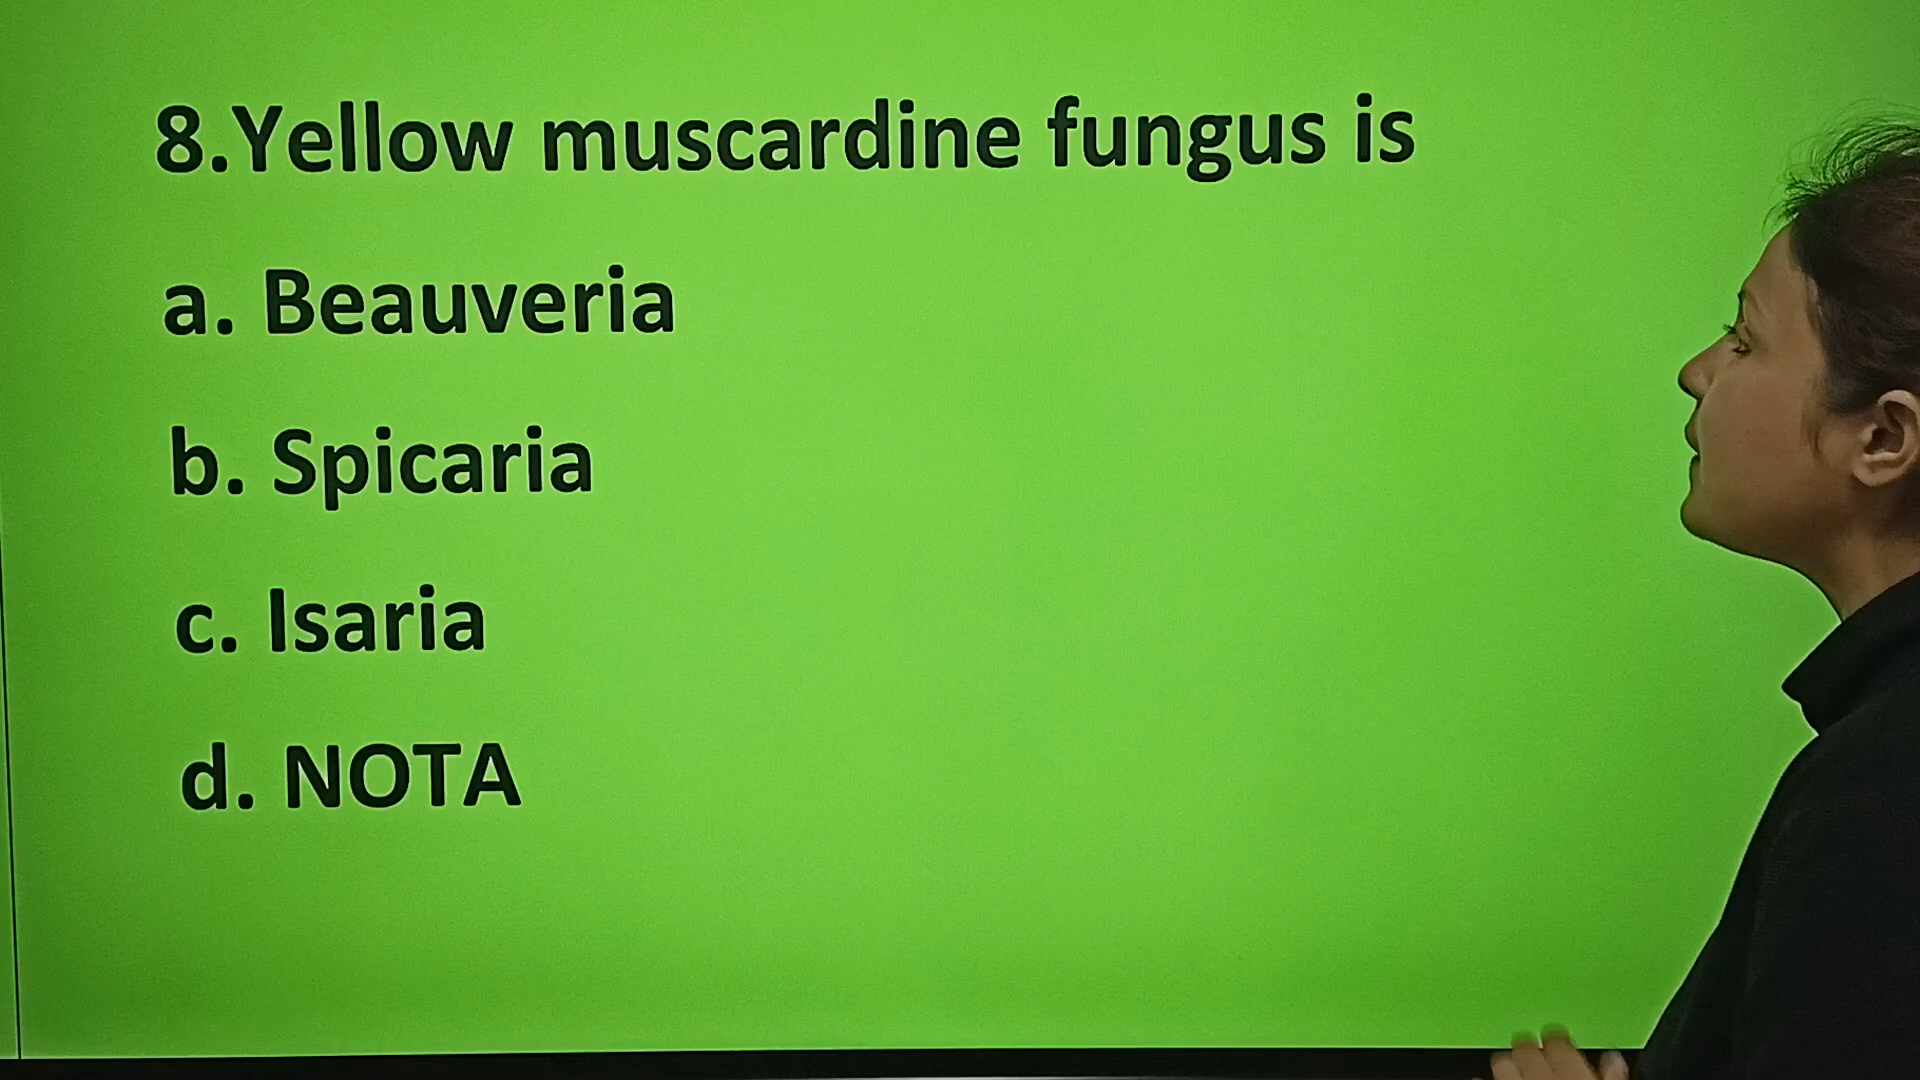 8.Yellow muscardine fungus is
a. Beauveria
b. Spicaria
c. Isaria
d. NOTA